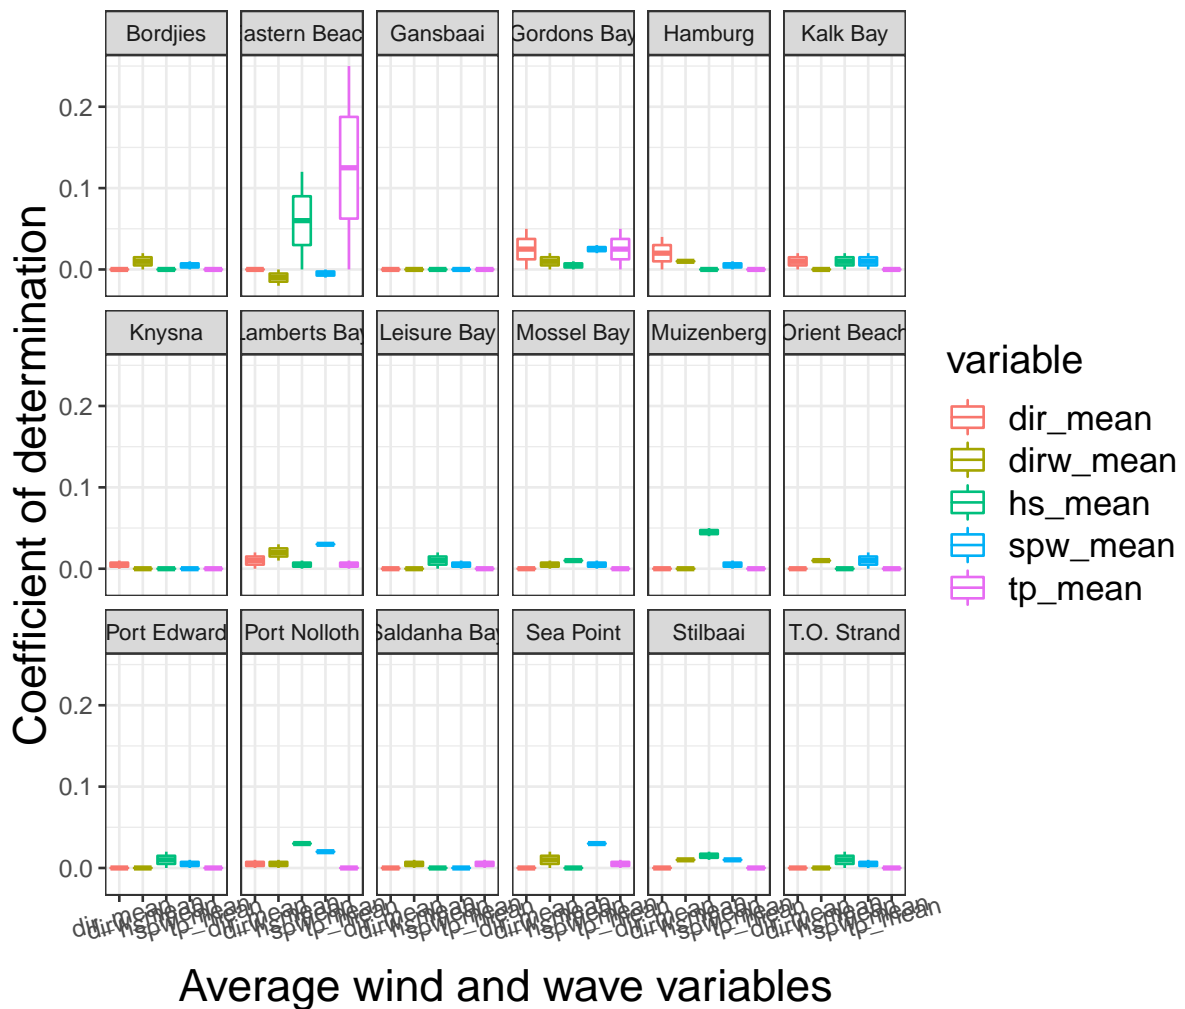 Bordjies
astern Beac
Gansbaai
Gordons Bay
Hamburg
Kalk Bay
0.2
0.1
0.0
Knysna
Lamberts Bay
Leisure Bay
Mossel Bay
Muizenberg
Orient Beach
0.2
0.1
0.0
Port Edward
Port Nolloth
Saldanha Bay
Sea Point
Stilbaai
T.O. Strand
0.2
0.1
0.0
Coefficient of determination
Average wind and wave variables
variable
dir_mean
dirw_mean
hs_mean
spw_mean
tp_mean